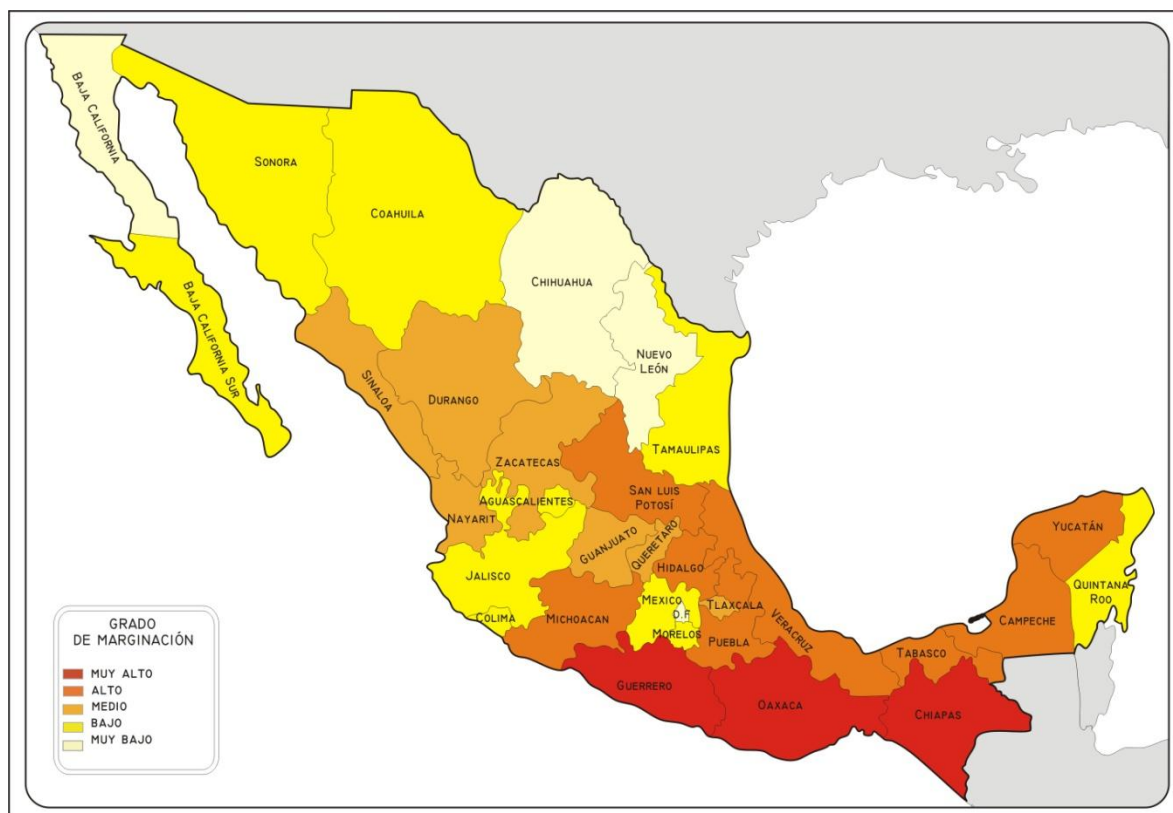 BAJA CALIFORNIA
SONORA
COAHUILA
CHIHUAHUA
BAJA CALIFORNIA SUR
NUEVO
LEÓN
SINALOA
DURANGO
TAMAULIPAS
ZACATECAS
SAN LUIS
POTOSÍ
AGUASCALIENTES
NAYARIT
GUANJUATO
QUERETARO
HIDALGO
YUCATÁN
JALISCO
MEXICO
D.F
TLAXCALA
QUINTANA
ROO
COLIMA
MICHOACAN
MORELOS
PUEBLA
VERACRUZ
CAMPECHE
TABASCO
GUERRERO
OAXACA
CHIAPAS
GRADO
DE MARGINACIÓN
MUY ALTO
ALTO
MEDIO
BAJO
MUY BAJO